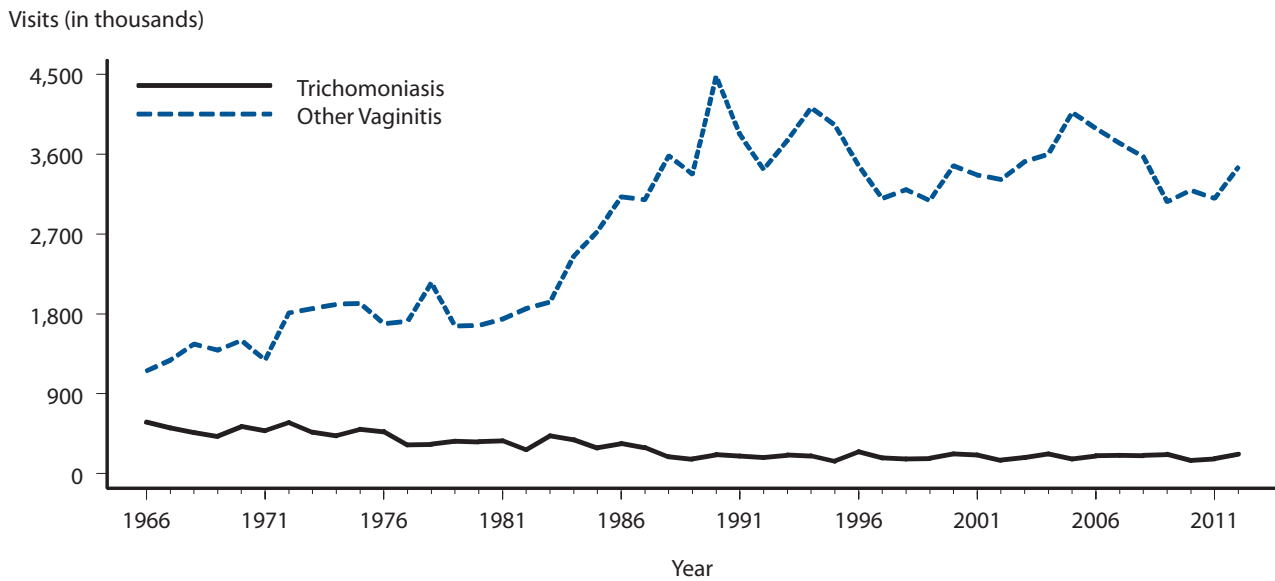 Visits (in thousands)
4,500
3,600
2,700
1,800
900
0
Trichomoniasis
Other Vaginitis
1966 1971 1976 1981 1986 1991 1996 2001 2006 2011
Year